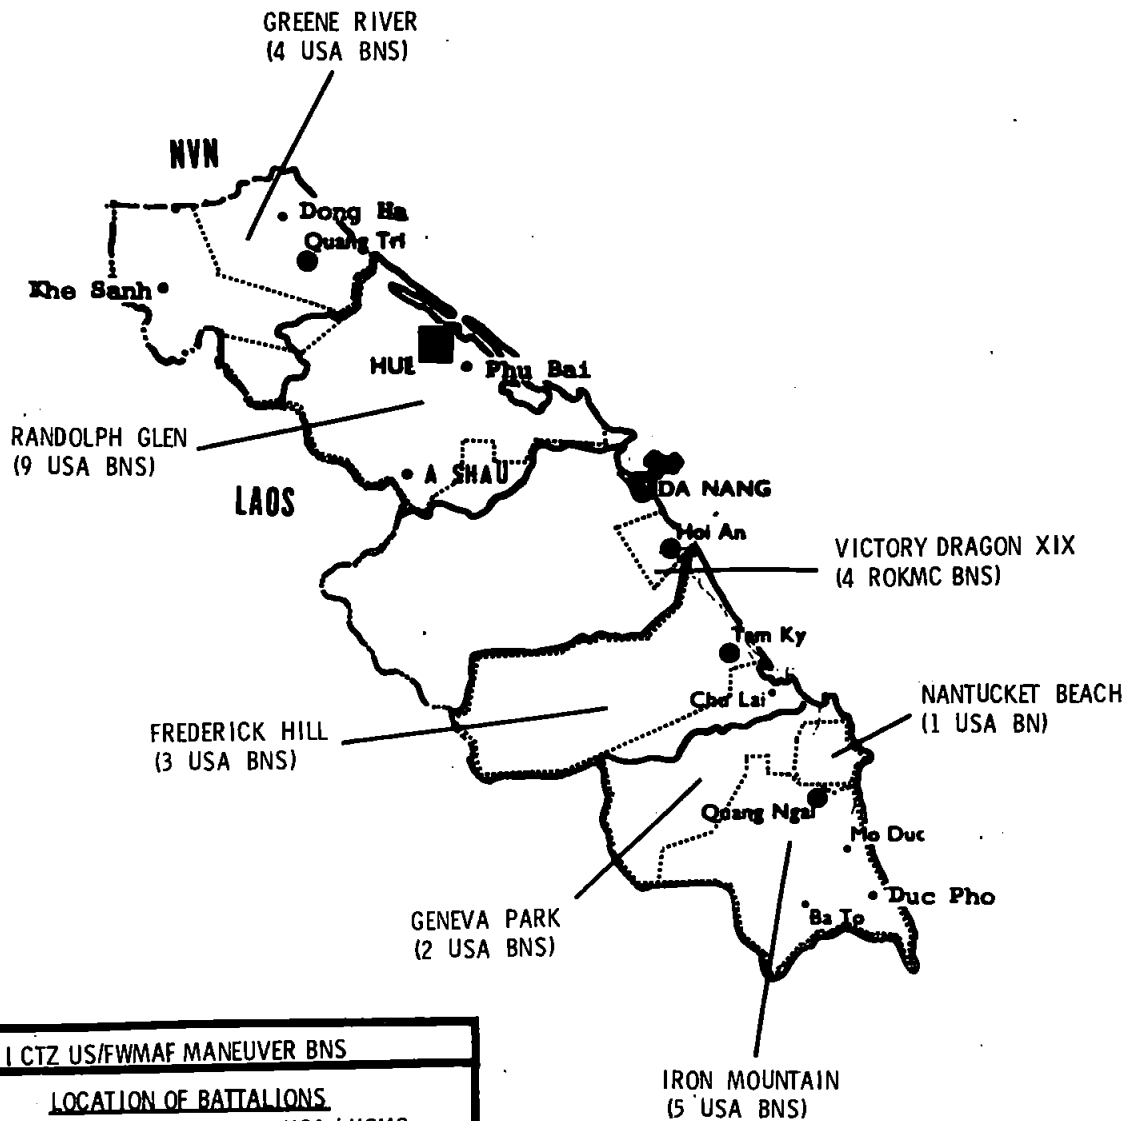 GREENE RIVER
(4 USA BNS)
NVN
Dong Ha
Quang Tri
Khe Sanh
HUE
Phu Bai
RANDOLPH GLEN
(9 USA BNS)
A SHAU
LAOS
DA NANG
Hoi An
VICTORY DRAGON XIX
(4 ROKMC BNS)
Tam Ky
Chu Lai
NANTUCKET BEACH
(1 USA BN)
FREDERICK HILL
(3 USA BNS)
Quang Ngai
Mo Duc
Duc Pho
Ba To
GENEVA PARK
(2 USA BNS)
IRON MOUNTAIN
(5 USA BNS)
I CTZ US/FWMAF MANEUVER BNS
LOCATION OF BATTALIONS